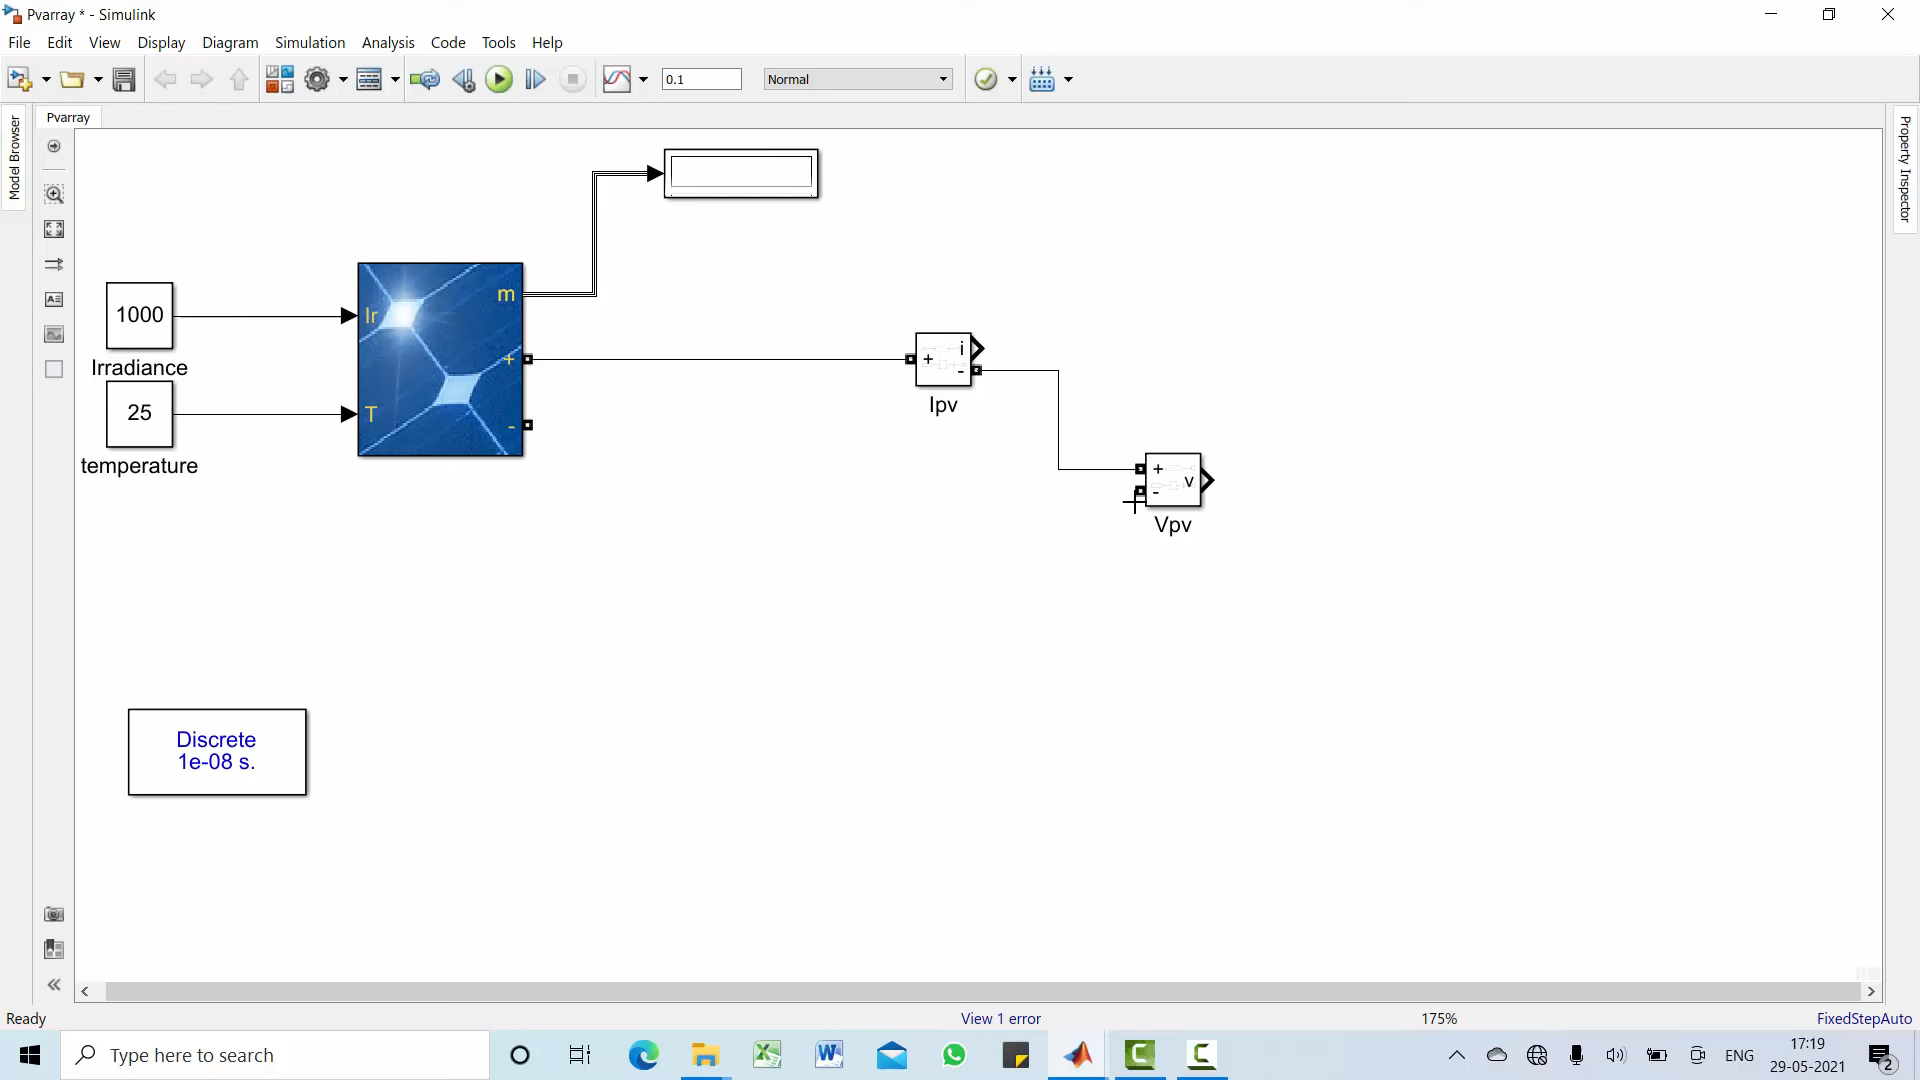 Pvarray * - Simulink
File Edit View Display Diagram Simulation Analysis Code Tools Help
0.1 Normal
Model Browser
Pvarray
Property Inspector
1000
Irradiance
25
temperature
Ir
T
m
+
-
+
i
-
Ipv
+
-
v
Vpv
Discrete
1e-08 s.
Ready View 1 error 175% FixedStepAuto
Type here to search
ENG
17:19
29-05-2021
2